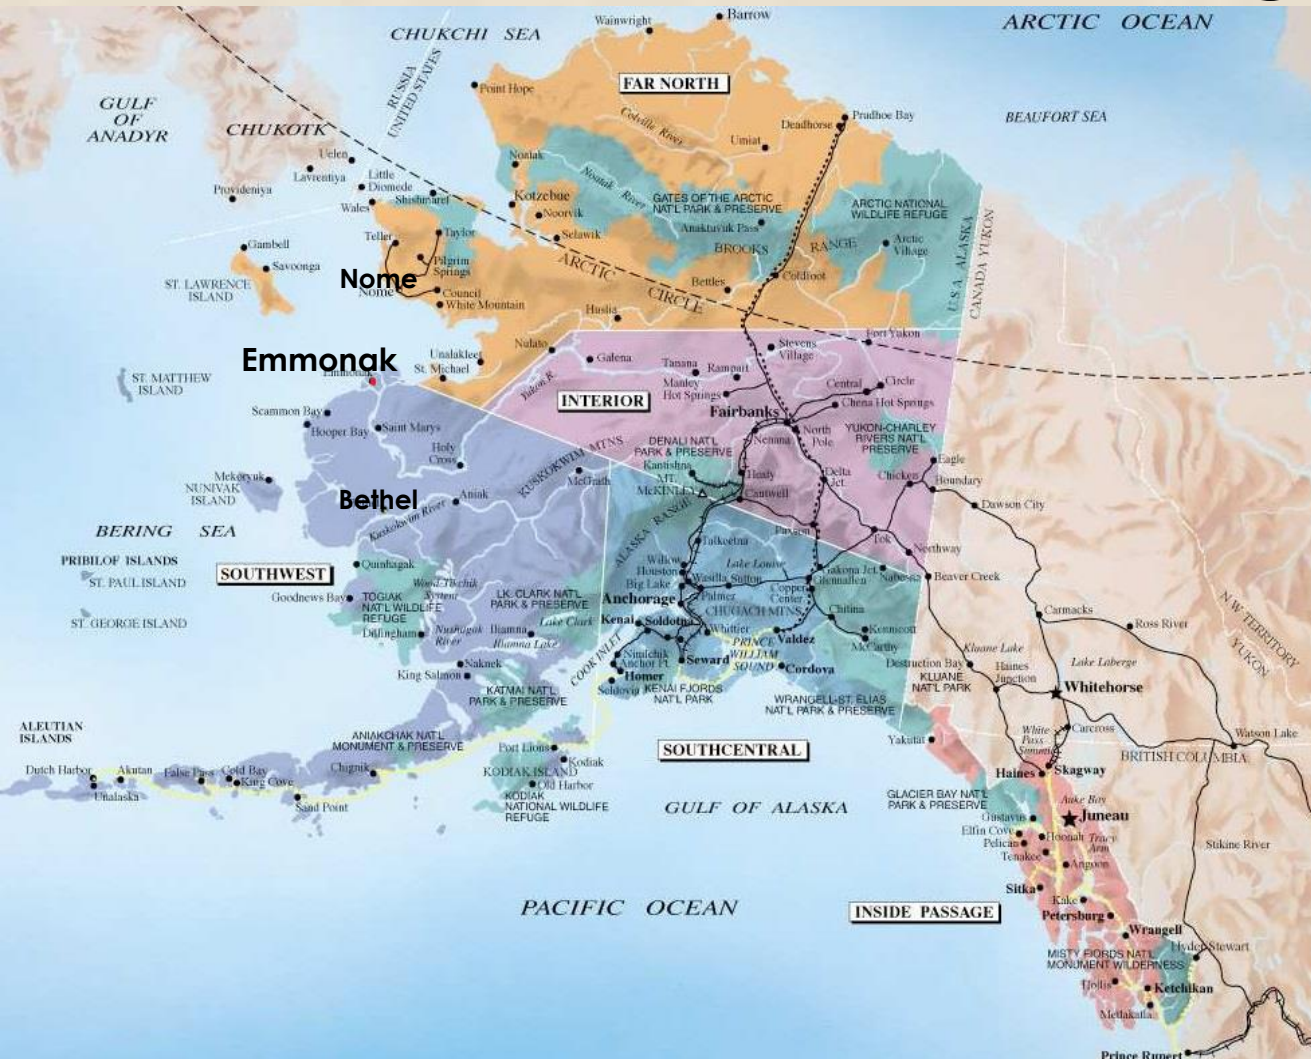 ARCTIC OCEAN
CHUKCHI SEA
Wainwright
Barrow
RUSSIA
UNITED STATES
FAR NORTH
Point Hope
GULF
OF
ANADYR
CHUKOTK
BEAUFORT SEA
Prudhoe Bay
Deadhorse
Colville River
Umiat
Uelen
Lavrentiya
Little
Diomede
Provideniya
Shishmaref
Wales
Noatak
Noatak River
Kotzebue
Noorvik
Selawik
GATES OF THE ARCTIC
NAT'L PARK & PRESERVE
Anaktuvuk Pass
ARCTIC NATIONAL
WILDLIFE REFUGE
Arctic
Village
BROOKS RANGE
U.S.A. ALASKA
CANADA YUKON
Teller
Taylor
Pilgrim
Springs
Gambell
Savoonga
ST. LAWRENCE
ISLAND
Nome
Nome
Council
White Mountain
ARCTIC CIRCLE
Bettles
Coldfoot
Huslia
Fort Yukon
Emmonak
Emmonak
Unalakleet
St. Michael
Nulato
Galena
Yukon R.
Tanana
Rampart
Stevens
Village
Manley
Hot Springs
Central
Circle
Chena Hot Springs
ST. MATTHEW
ISLAND
INTERIOR
Fairbanks
North
Pole
Nenana
YUKON-CHARLEY
RIVERS NAT'L
PRESERVE
Scammon Bay
Hooper Bay
Saint Marys
Holy
Cross
KUSKOKWIM MTNS
McGrath
DENALI NAT'L
PARK & PRESERVE
Kantishna
MT.
McKINLEY
Healy
Cantwell
Delta
Jct.
Eagle
Chicken
Boundary
Dawson City
Mekoryuk
NUNIVAK
ISLAND
Bethel
Aniak
Kuskokwim River
ALASKA RANGE
Paxson
Tok
Northway
BERING SEA
PRIBILOF ISLANDS
ST. PAUL ISLAND
ST. GEORGE ISLAND
SOUTHWEST
Quinhagak
Goodnews Bay
TOGIAK
NAT'L WILDLIFE
REFUGE
Wood-Tikchik
System
Dillingham
Nushagak
River
LK. CLARK NAT'L
PARK & PRESERVE
Lake Clark
Iliamna
Iliamna Lake
Talkeetna
Willow
Houston
Big Lake
Wasilla
Sutton
Palmer
Lake Louise
Anchorage
Gakona Jct.
Glennallen
Copper
Center
Nabesna
Beaver Creek
CHUGACH MTNS
Chitina
Kennicott
McCarthy
Kenai
Soldotna
Whittier
Valdez
PRINCE
WILLIAM
SOUND
Ninilchik
Anchor Pt.
Homer
Seldovia
Seward
Cordova
COOK INLET
KENAI FJORDS
NAT'L PARK
WRANGELL-ST. ELIAS
NAT'L PARK & PRESERVE
Naknek
King Salmon
KATMAI NAT'L
PARK & PRESERVE
Carmacks
Ross River
N.W. TERRITORY
YUKON
Kluane Lake
Destruction Bay
KLUANE
NAT'L PARK
Haines
Junction
Lake Laberge
Whitehorse
Carcross
White
Pass
Summit
Watson Lake
BRITISH COLUMBIA
Yakutat
ALEUTIAN
ISLANDS
ANIAKCHAK NAT'L
MONUMENT & PRESERVE
Port Lions
Kodiak
KODIAK ISLAND
Old Harbor
KODIAK
NATIONAL WILDLIFE
REFUGE
Dutch Harbor
Unalaska
Akutan
False Pass
Cold Bay
King Cove
Sand Point
Chignik
SOUTHCENTRAL
GULF OF ALASKA
Haines
Skagway
GLACIER BAY NAT'L
PARK & PRESERVE
Auke Bay
Juneau
Gustavus
Elfin Cove
Pelican
Hoonah
Tracy
Arm
Tenakee
Angoon
Stikine River
Sitka
Kake
Petersburg
Wrangell
PACIFIC OCEAN
INSIDE PASSAGE
MISTY FJORDS NAT'L
MONUMENT WILDERNESS
Hyder
Stewart
Hollis
Ketchikan
Metlakatla
Prince Rupert